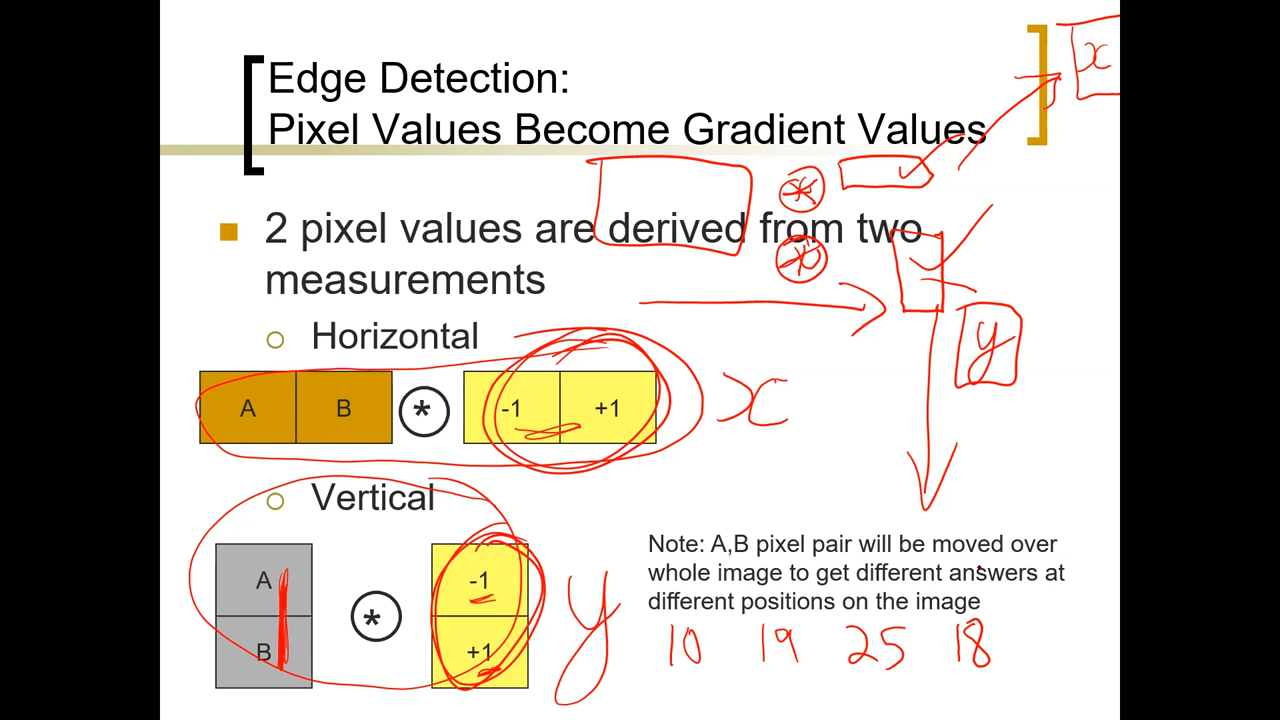 x
Edge Detection:
Pixel Values Become Gradient Values
*
2 pixel values are derived from two
*
measurements
y
Horizontal
A B * -1 +1 x
Vertical
A * -1
B +1 y
Note: A,B pixel pair will be moved over
whole image to get different answers at
different positions on the image
10 19 25 18